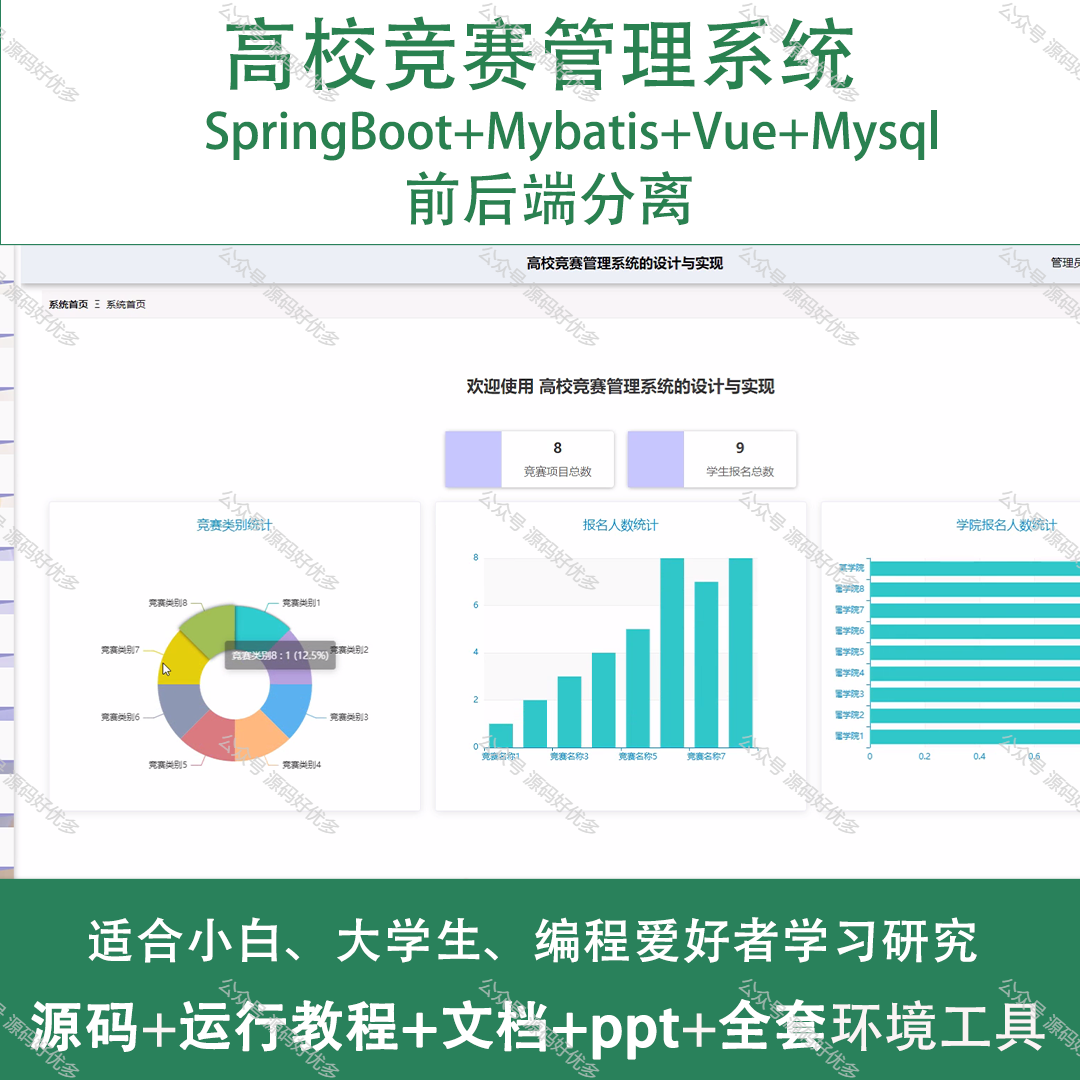 高校竞赛管理系统
SpringBoot+Mybatis+Vue+Mysql
前后端分离
高校竞赛管理系统的设计与实现
管理员
系统首页 Ξ 系统首页
欢迎使用 高校竞赛管理系统的设计与实现
8
竞赛项目总数
9
学生报名总数
竞赛类别统计
竞赛类别8
竞赛类别1
竞赛类别7
竞赛类别8 : 1 (12.5%)
竞赛类别2
竞赛类别6
竞赛类别3
竞赛类别5
竞赛类别4
报名人数统计
8
6
4
2
0
竞赛名称1
竞赛名称3
竞赛名称5
竞赛名称7
学院报名人数统计
某学院
属学院8
属学院7
属学院6
属学院5
属学院4
属学院3
属学院2
属学院1
0
0.2
0.4
0.6
适合小白、大学生、编程爱好者学习研究
源码+运行教程+文档+ppt+全套环境工具
公众号 源码好优多